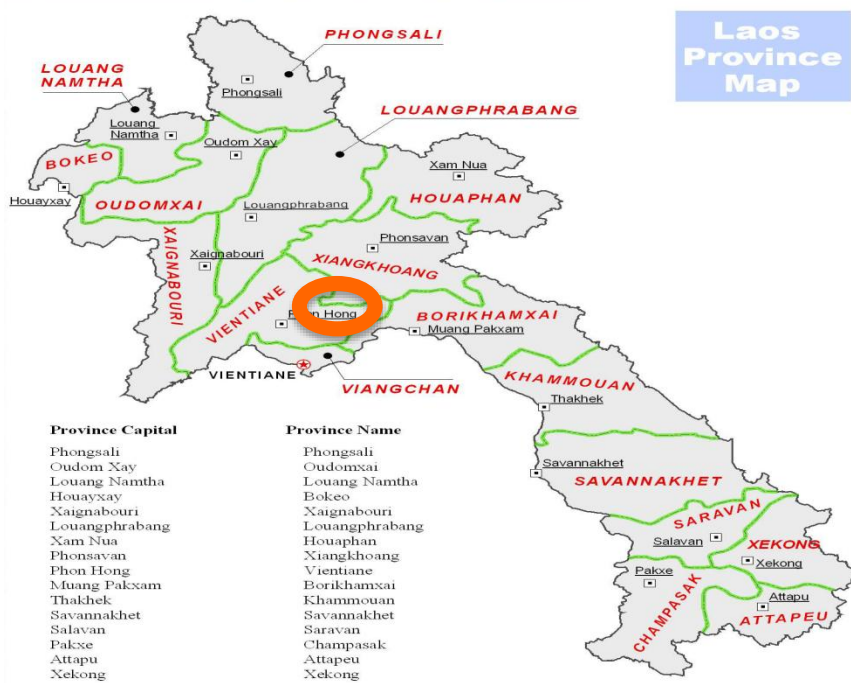 Laos
Province
Map
PHONGSALI
LOUANG
NAMTHA
Phongsali
LOUANGPHRABANG
Louang
Namtha
Oudom Xay
BOKEO
Xam Nua
Houayxay
OUDOMXAI
HOUAPHAN
Louangphrabang
XAIGNABOURI
Phonsavan
Xaignabouri
XIANGKHOANG
VIENTIANE
Phon Hong
BORIKHAMXAI
Muang Pakxam
VIENTIANE
VIANGCHAN
KHAMMOUAN
Thakhek
Savannakhet
SAVANNAKHET
SARAVAN
Salavan
XEKONG
Pakxe
Xekong
CHAMPASAK
Attapu
ATTAPEU
Province Capital
Phongsali
Oudom Xay
Louang Namtha
Houayxay
Xaignabouri
Louangphrabang
Xam Nua
Phonsavan
Phon Hong
Muang Pakxam
Thakhek
Savannakhet
Salavan
Pakxe
Attapu
Xekong
Province Name
Phongsali
Oudomxai
Louang Namtha
Bokeo
Xaignabouri
Louangphrabang
Houaphan
Xiangkhoang
Vientiane
Borikhamxai
Khammouan
Savannakhet
Saravan
Champasak
Attapeu
Xekong